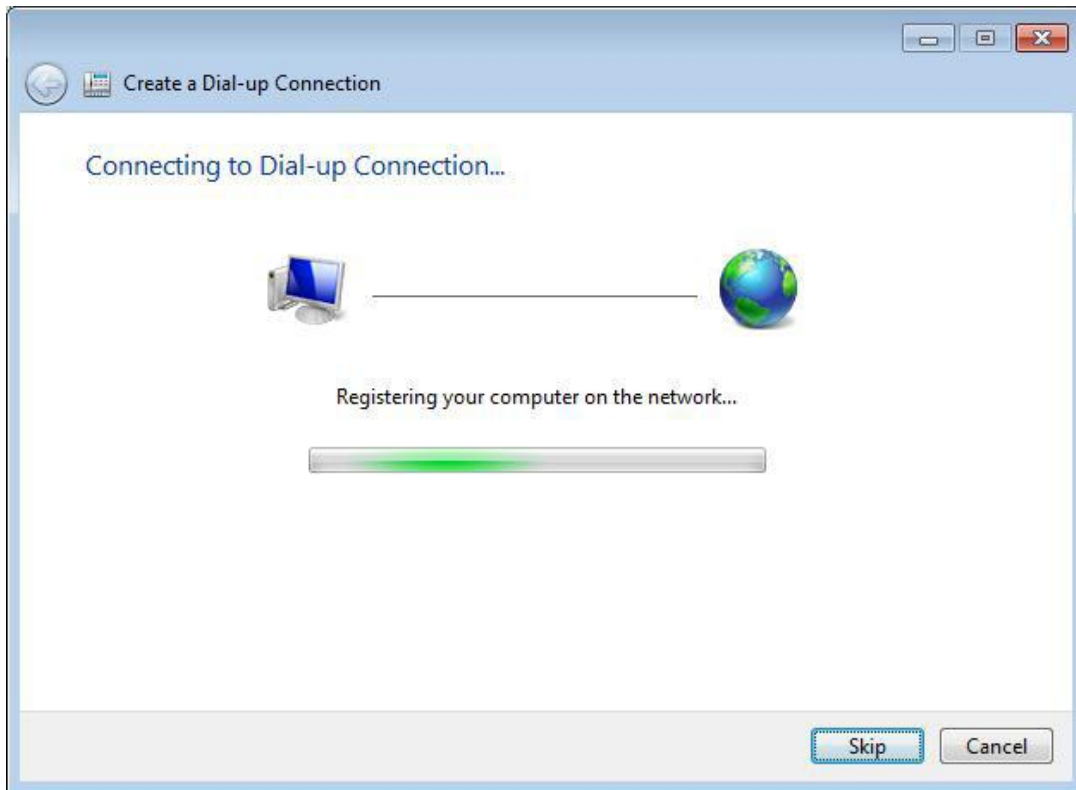 Create a Dial-up Connection
Connecting to Dial-up Connection...
Registering your computer on the network...
Skip
Cancel